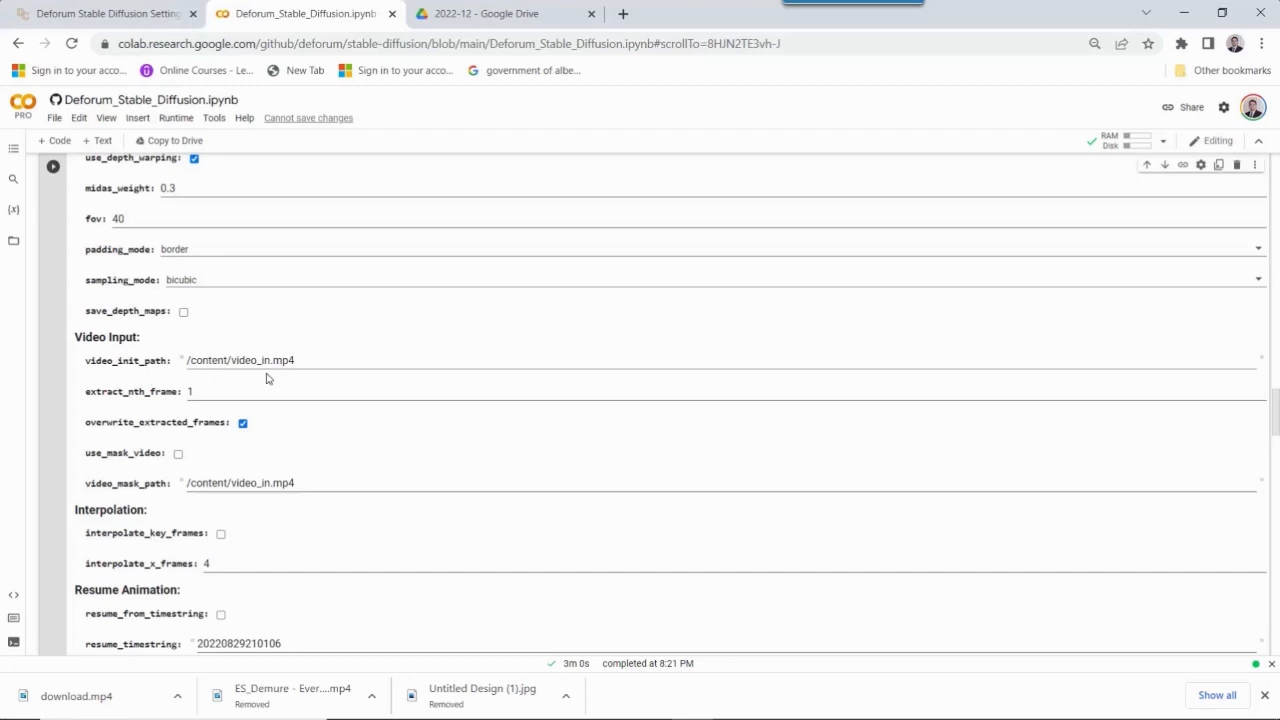 Deforum Stable Diffusion Setting
Deforum_Stable_Diffusion.ipynb
2022-12 - Google Drive
colab.research.google.com/github/deforum/stable-diffusion/blob/main/Deforum_Stable_Diffusion.ipynb#scrollTo=8HJN2TE3vh-J
Sign in to your acco... Online Courses - Le... New Tab Sign in to your acco... government of albe... Other bookmarks
PRO
Deforum_Stable_Diffusion.ipynb
File Edit View Insert Runtime Tools Help Cannot save changes
Share
+ Code + Text Copy to Drive
RAM
Disk
Editing
use_depth_warping:
midas_weight: 0.3
fov: 40
padding_mode: border
sampling_mode: bicubic
save_depth_maps:
Video Input:
video_init_path: "/content/video_in.mp4"
extract_nth_frame: 1
overwrite_extracted_frames:
use_mask_video:
video_mask_path: "/content/video_in.mp4"
Interpolation:
interpolate_key_frames:
interpolate_x_frames: 4
Resume Animation:
resume_from_timestring:
resume_timestring: "20220829210106"
3m 0s completed at 8:21 PM
download.mp4
ES_Demure - Ever....mp4
Removed
Untitled Design (1).jpg
Removed
Show all